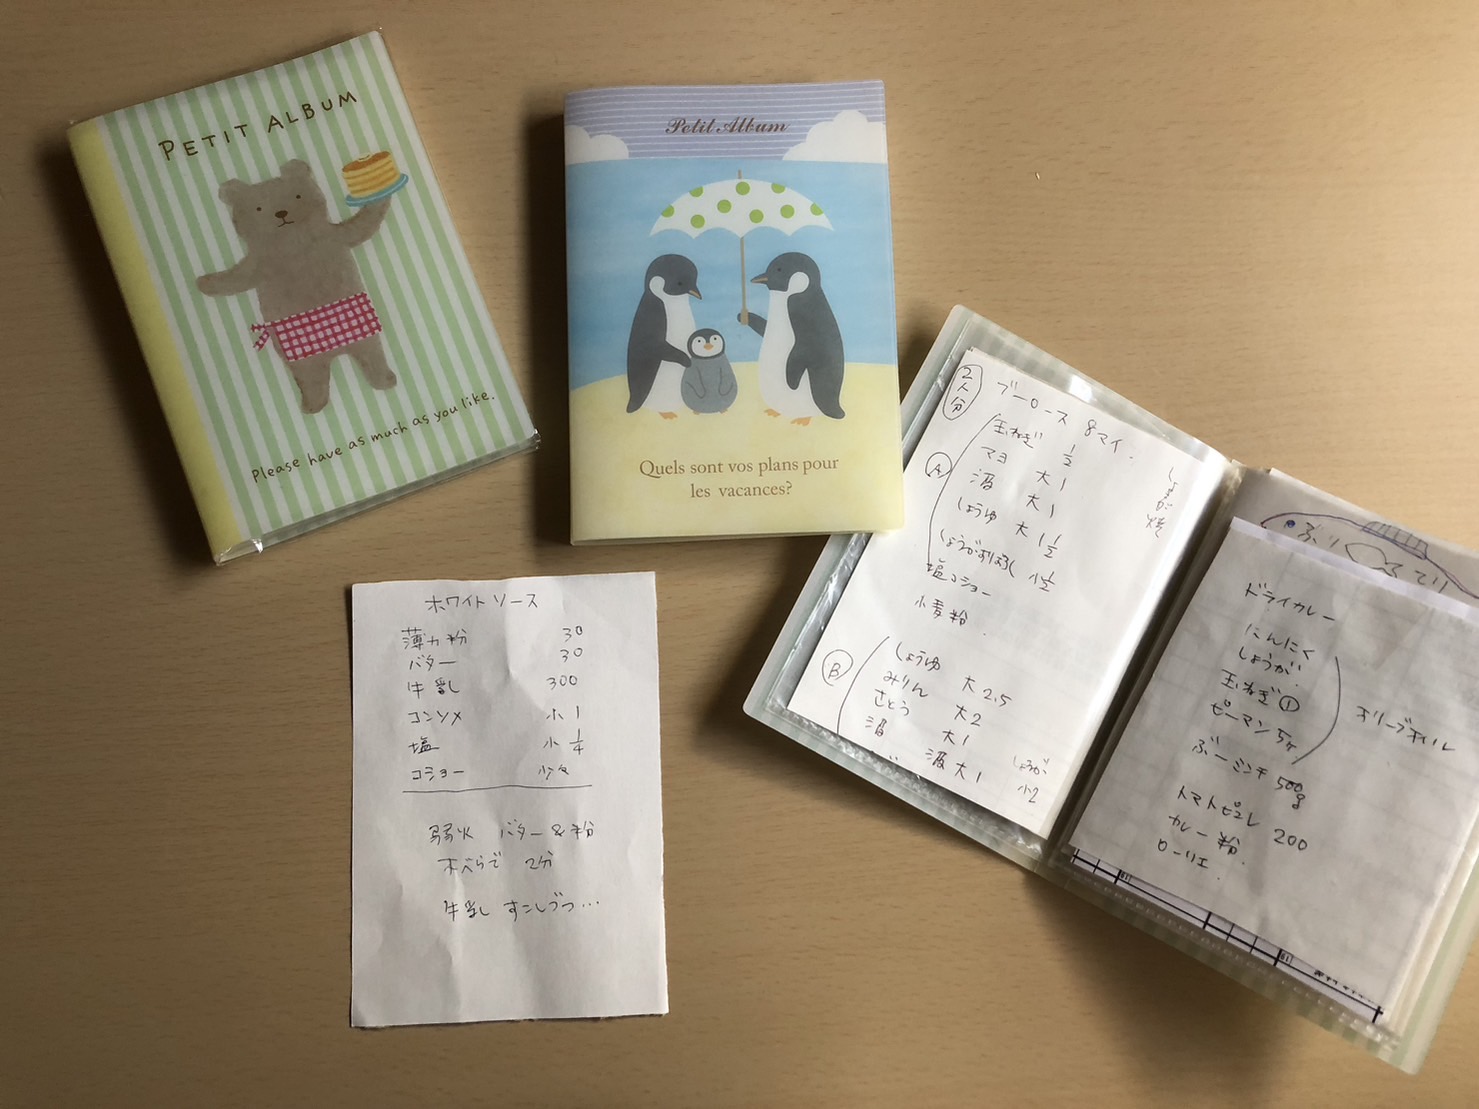 PETIT ALBUM
Please have as much as you like.
Petit Album
Quels sont vos plans pour
les vacances?
ホワイトソース
薄力粉 30
バター 30
牛乳 300
コンソメ 小1
塩 小1/4
コショー 少々
弱火 バター&粉
木べらで 2分
牛乳 すこしづつ…
2人分
ブーロース 8マイ.
しょうが焼
A
玉ねぎ 1/2
マヨ 大1
酒 大1
しょうゆ 大1 1/2
しょうがすりおろし 小1/2
塩コショー
小麦粉.
B
しょうゆ 大2.5
みりん 大2
さとう 大1
酒 酒大1
しょうが
小2
ぶり
てり
ドライカレー
にんにく
しょうが.
玉ねぎ①
ピーマン5ヶ
オリーブオイル
ぶーミンチ 500g
トマトピュレ 200
カレー粉.
ローリエ.